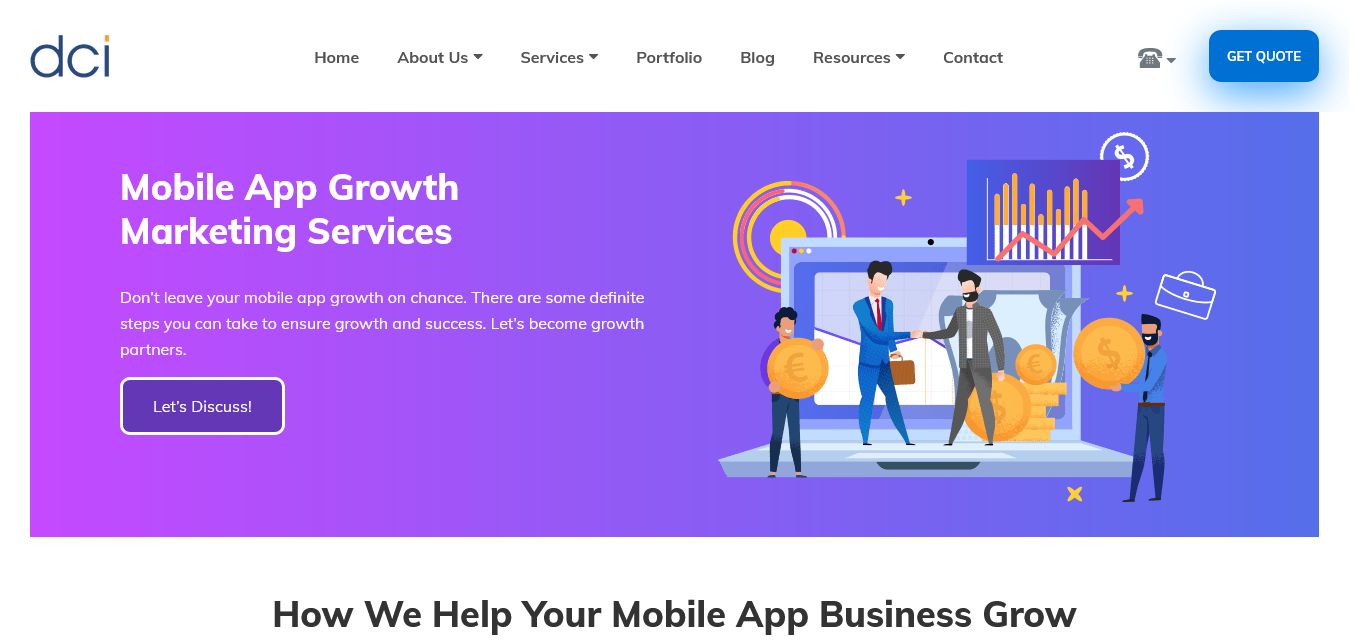 dci
Home
About Us
Services
Portfolio
Blog
Resources
Contact
GET QUOTE
Mobile App Growth
Marketing Services
Don’t leave your mobile app growth on chance. There are some definite
steps you can take to ensure growth and success. Let’s become growth
partners.
Let’s Discuss!
$
€
$
€
$
How We Help Your Mobile App Business Grow